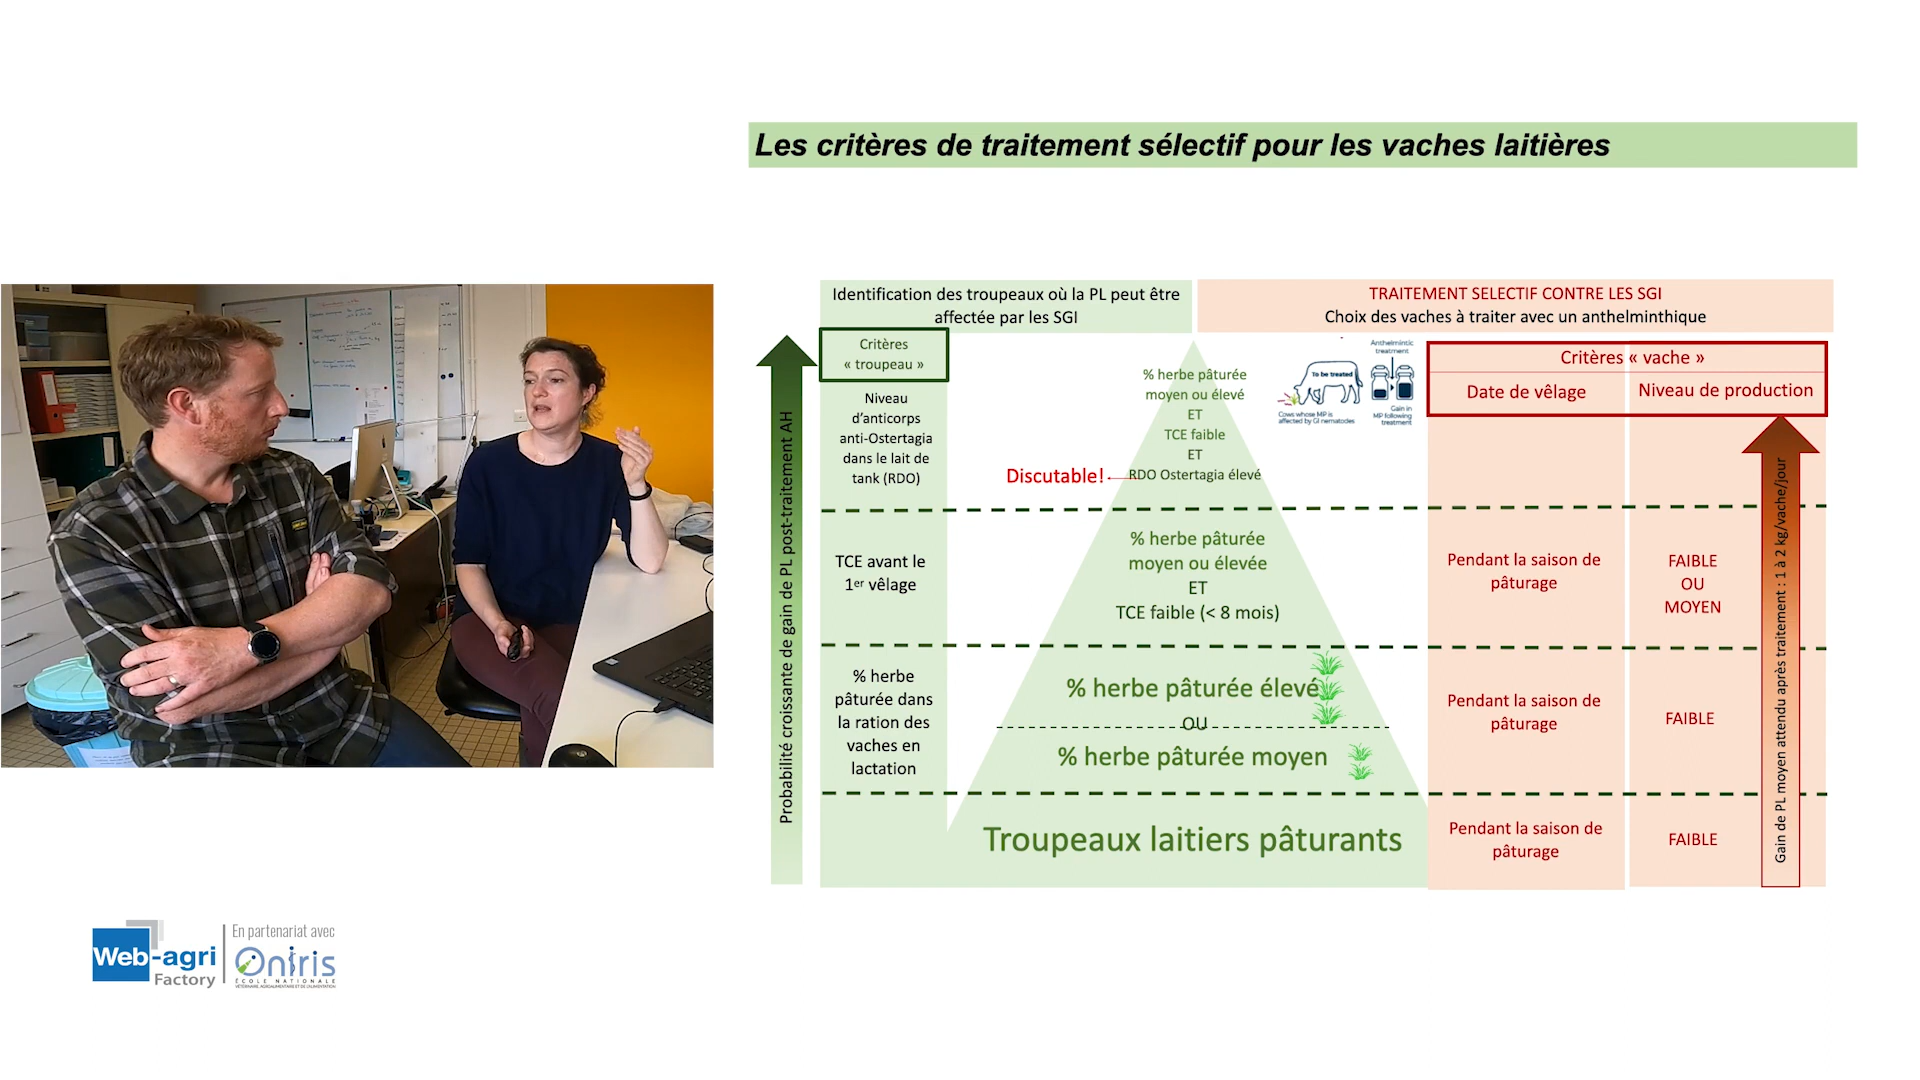 Les critères de traitement sélectif pour les vaches laitières
Identification des troupeaux où la PL peut être
affectée par les SGI
TRAITEMENT SELECTIF CONTRE LES SGI
Choix des vaches à traiter avec un anthelminthique
Probabilité croissante de gain de PL post-traitement AH
Critères
« troupeau »
Niveau
d’anticorps
anti-Ostertagia
dans le lait de
tank (RDO)
TCE avant le
1er vêlage
% herbe
pâturée dans
la ration des
vaches en
lactation
% herbe pâturée
moyen ou élevé
ET
TCE faible
ET
RDO Ostertagia élevé
Discutable!
% herbe pâturée
moyen ou élevée
ET
TCE faible (< 8 mois)
% herbe pâturée élevé
OU
% herbe pâturée moyen
Troupeaux laitiers pâturants
Anthelmintic
treatment
To be treated
Cows whose MP is
affected by GI nematodes
Gain in
MP following
treatment
Critères « vache »
Date de vêlage
Niveau de production
Pendant la saison de
pâturage
FAIBLE
OU
MOYEN
Pendant la saison de
pâturage
FAIBLE
Pendant la saison de
pâturage
FAIBLE
Gain de PL moyen attendu après traitement : 1 à 2 kg/vache/jour
Web-agri
Factory
En partenariat avec
Oniris
ÉCOLE NATIONALE
VÉTÉRINAIRE, AGROALIMENTAIRE ET DE L'ALIMENTATION